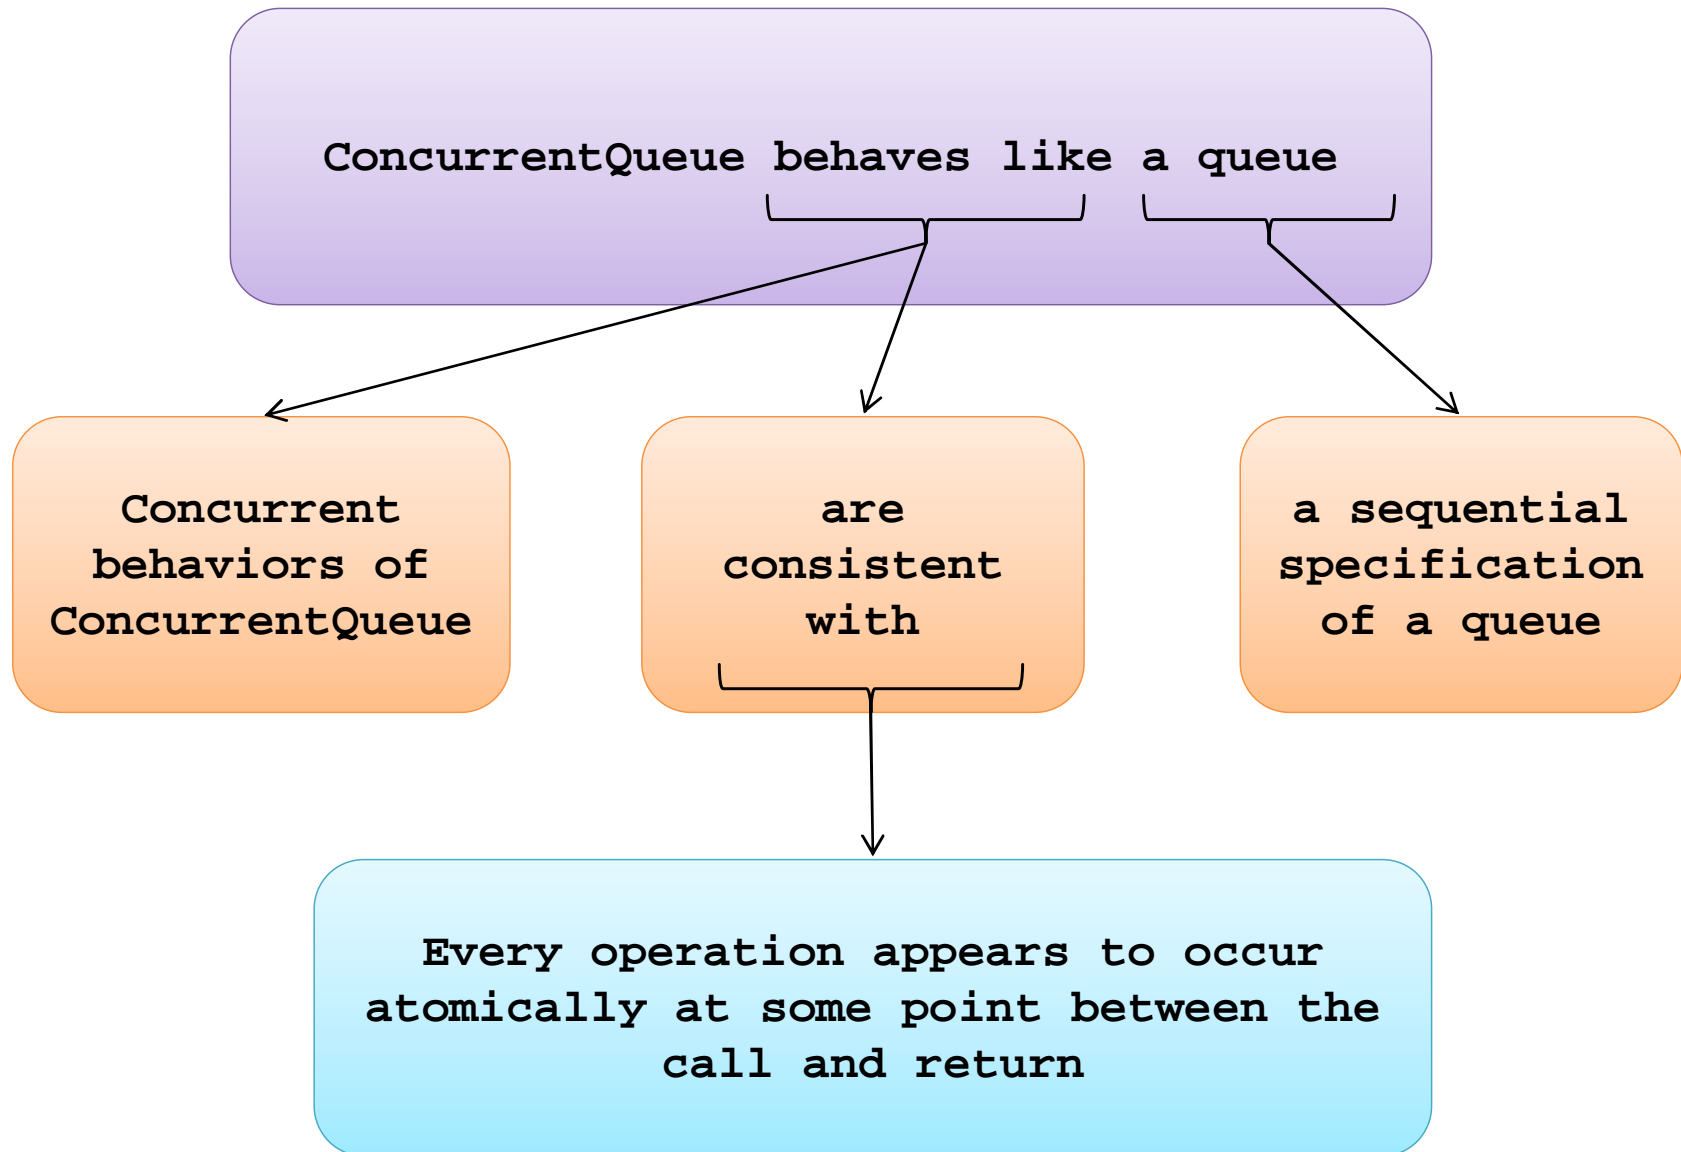 ConcurrentQueue behaves like a queue
Concurrent
behaviors of
ConcurrentQueue
are
consistent
with
a sequential
specification
of a queue
Every operation appears to occur
atomically at some point between the
call and return